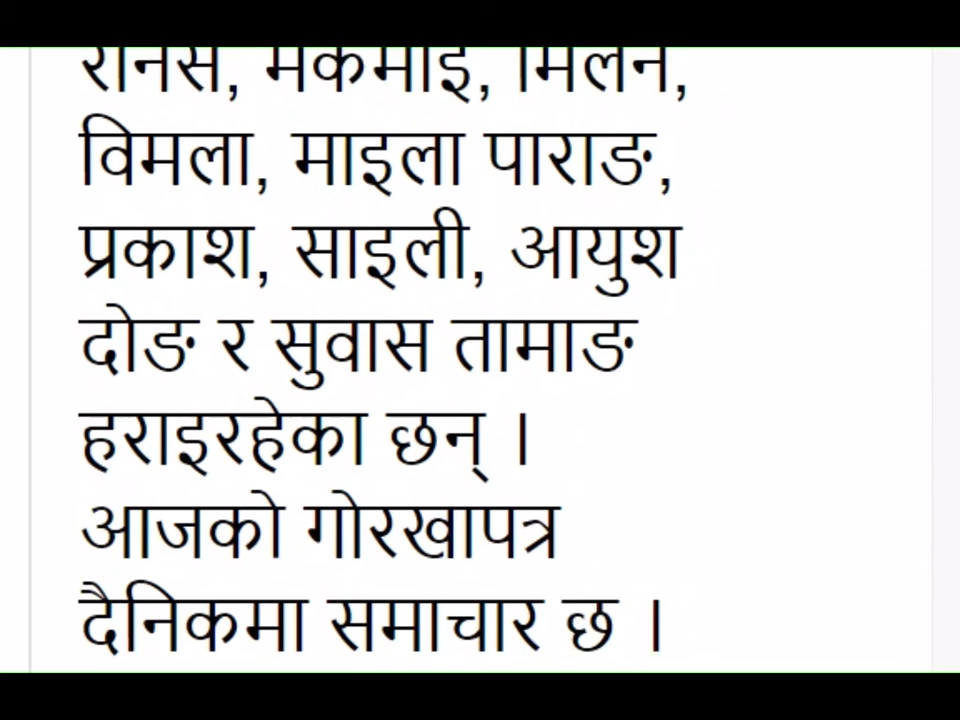 विमला, माइला पाराङ,
प्रकाश, साइली, आयुश
दोङ र सुवास तामाङ
हराइरहेका छन् ।
आजको गोरखापत्र
दैनिकमा समाचार छ ।